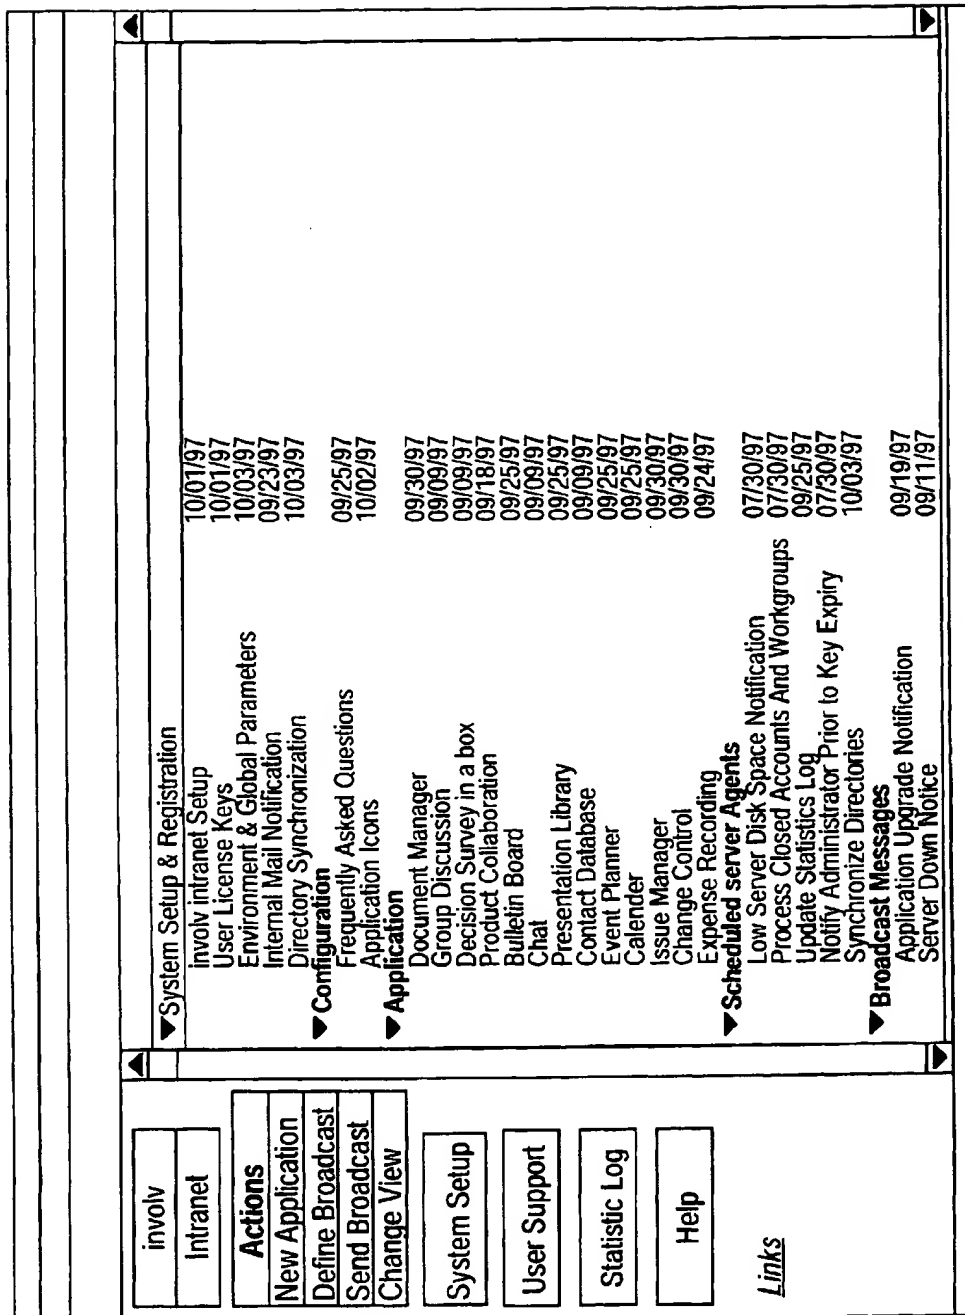 involv
Intranet
Actions
New Application
Define Broadcast
Send Broadcast
Change View
System Setup
User Support
Statistic Log
Help
Links
▼System Setup & Registration
involv intranet Setup 10/01/97
User License Keys 10/01/97
Environment & Global Parameters 10/03/97
Internal Mail Notification 09/23/97
Directory Synchronization 10/03/97
▼Configuration
Frequently Asked Questions 09/25/97
Application Icons 10/02/97
▼Application
Document Manager 09/30/97
Group Discussion 09/09/97
Decision Survey in a box 09/09/97
Product Collaboration 09/18/97
Bulletin Board 09/25/97
Chat 09/09/97
Presentation Library 09/25/97
Contact Database 09/09/97
Event Planner 09/25/97
Calender 09/25/97
Issue Manager 09/30/97
Change Control 09/30/97
Expense Recording 09/24/97
▼Scheduled server Agents
Low Server Disk Space Notification 07/30/97
Process Closed Accounts And Workgroups 07/30/97
Update Statistics Log 09/25/97
Notify Administrator Prior to Key Expiry 07/30/97
Synchronize Directories 10/03/97
▼Broadcast Messages
Application Upgrade Notification 09/19/97
Server Down Notice 09/11/97